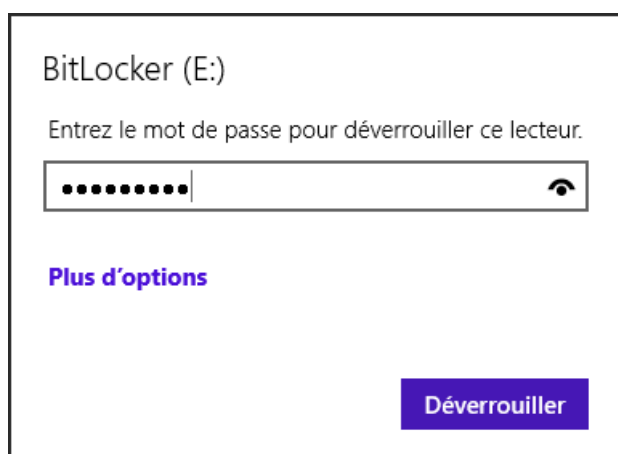 BitLocker (E:)
Entrez le mot de passe pour déverrouiller ce lecteur.
●●●●●●●●●
Plus d’options
Déverrouiller